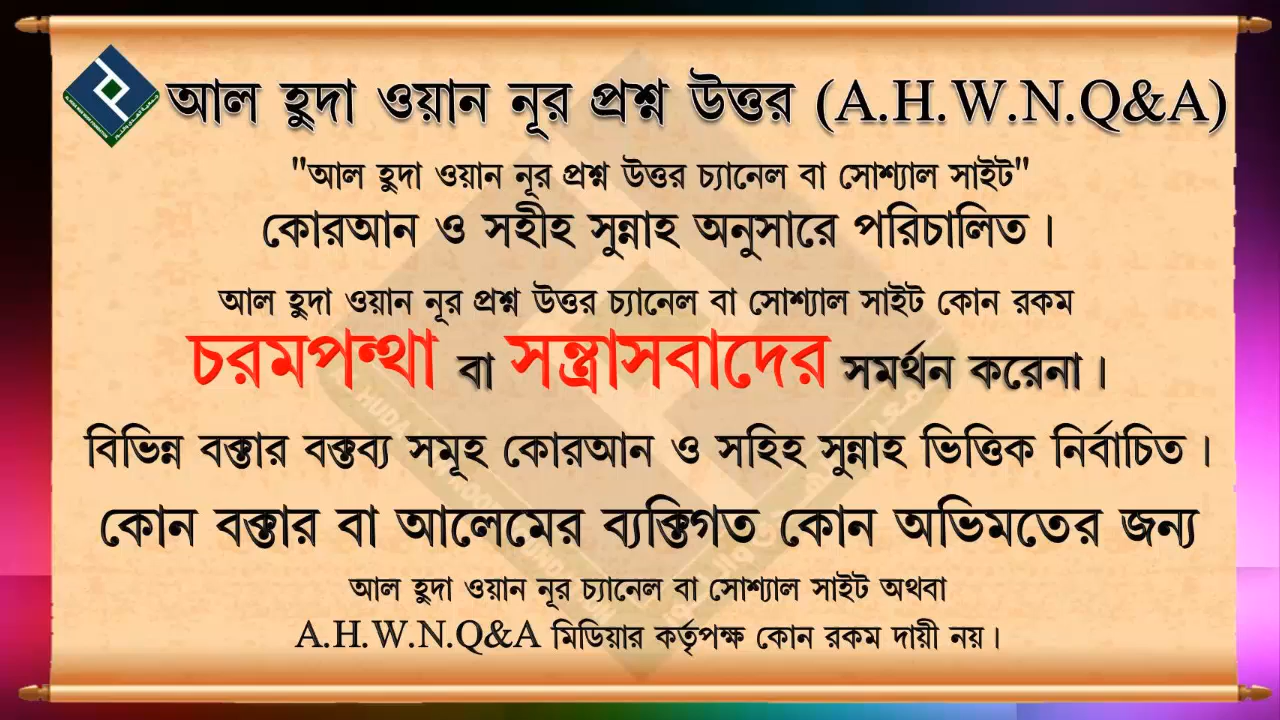 আল হুদা ওয়ান নূর প্রশ্ন উত্তর (A.H.W.N.Q&A)
"আল হুদা ওয়ান নূর প্রশ্ন উত্তর চ্যানেল বা সোশ্যাল সাইট"
কোরআন ও সহীহ সুন্নাহ অনুসারে পরিচালিত।
আল হুদা ওয়ান নূর প্রশ্ন উত্তর চ্যানেল বা সোশ্যাল সাইট কোন রকম
চরমপন্থা বা সন্ত্রাসবাদের সমর্থন করেনা।
বিভিন্ন বক্তার বক্তব্য সমূহ কোরআন ও সহিহ সুন্নাহ ভিত্তিক নির্বাচিত।
কোন বক্তার বা আলেমের ব্যক্তিগত কোন অভিমতের জন্য
আল হুদা ওয়ান নূর চ্যানেল বা সোশ্যাল সাইট অথবা
A.H.W.N.Q&A মিডিয়ার কর্তৃপক্ষ কোন রকম দায়ী নয়।